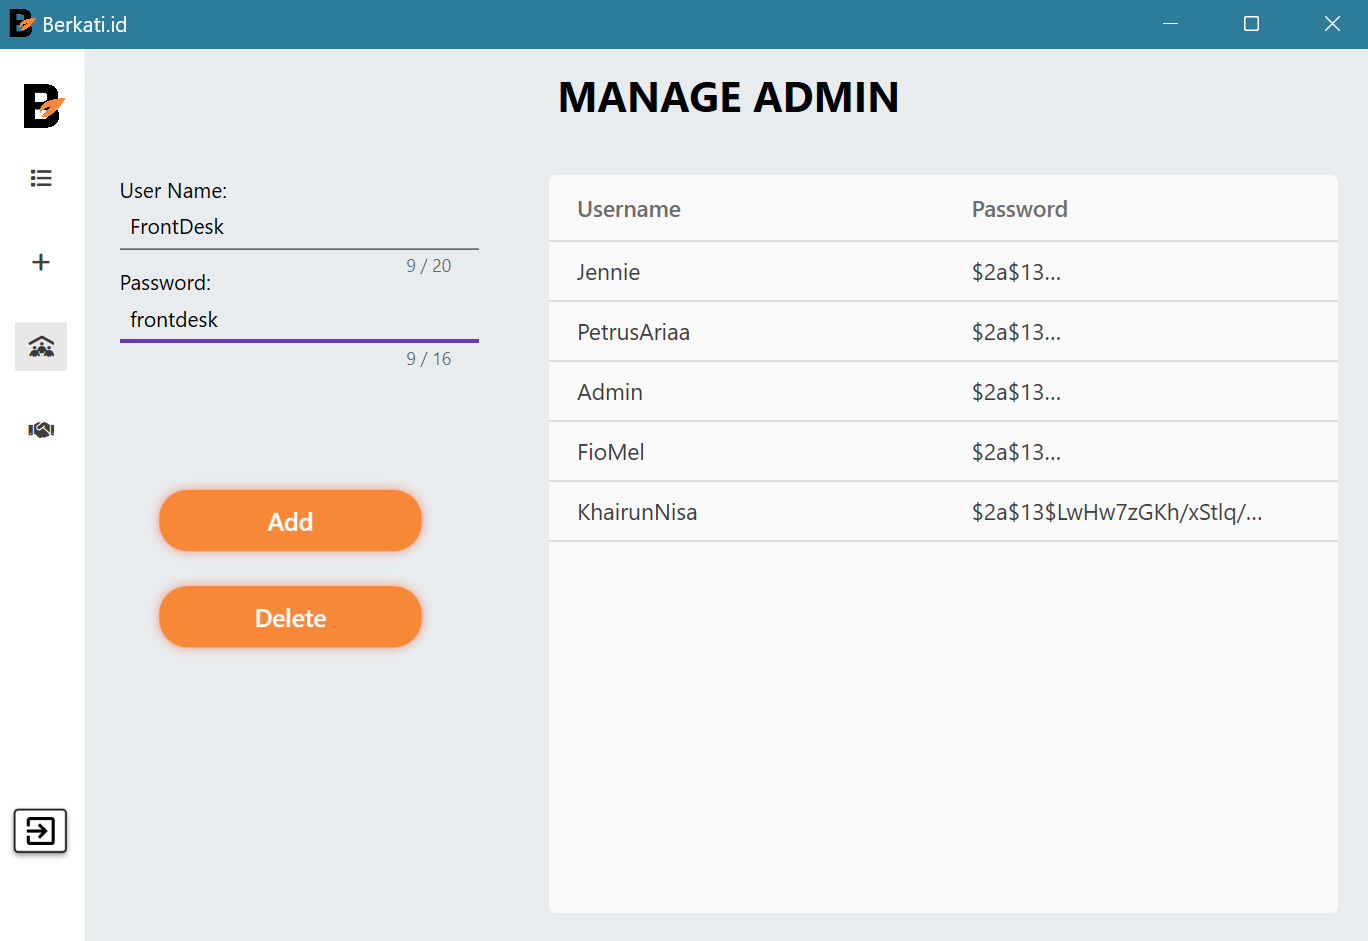 Berkati.id
MANAGE ADMIN
User Name:
FrontDesk
9 / 20
Password:
frontdesk
9 / 16
Add
Delete
Username Password
Jennie $2a$13...
PetrusAriaa $2a$13...
Admin $2a$13...
FioMel $2a$13...
KhairunNisa $2a$13$LwHw7zGKh/xStlq/...